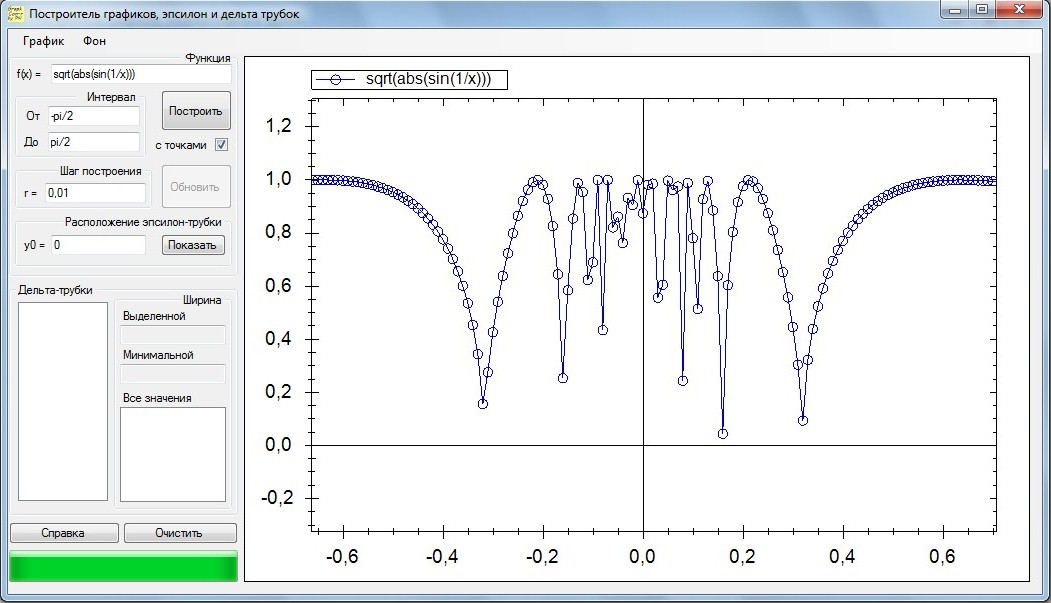 Построитель графиков, эпсилон и дельта трубок
График Фон
Функция
f(x) = sqrt(abs(sin(1/x)))
Интервал
От -pi/2
До pi/2
Построить
с точками
Шаг построения
r = 0,01
Обновить
Расположение эпсилон-трубки
y0 = 0
Показать
Дельта-трубки
Ширина
Выделенной
Минимальной
Все значения
Справка Очистить
sqrt(abs(sin(1/x)))
1,2
1,0
0,8
0,6
0,4
0,2
0,0
-0,2
-0,6 -0,4 -0,2 0,0 0,2 0,4 0,6